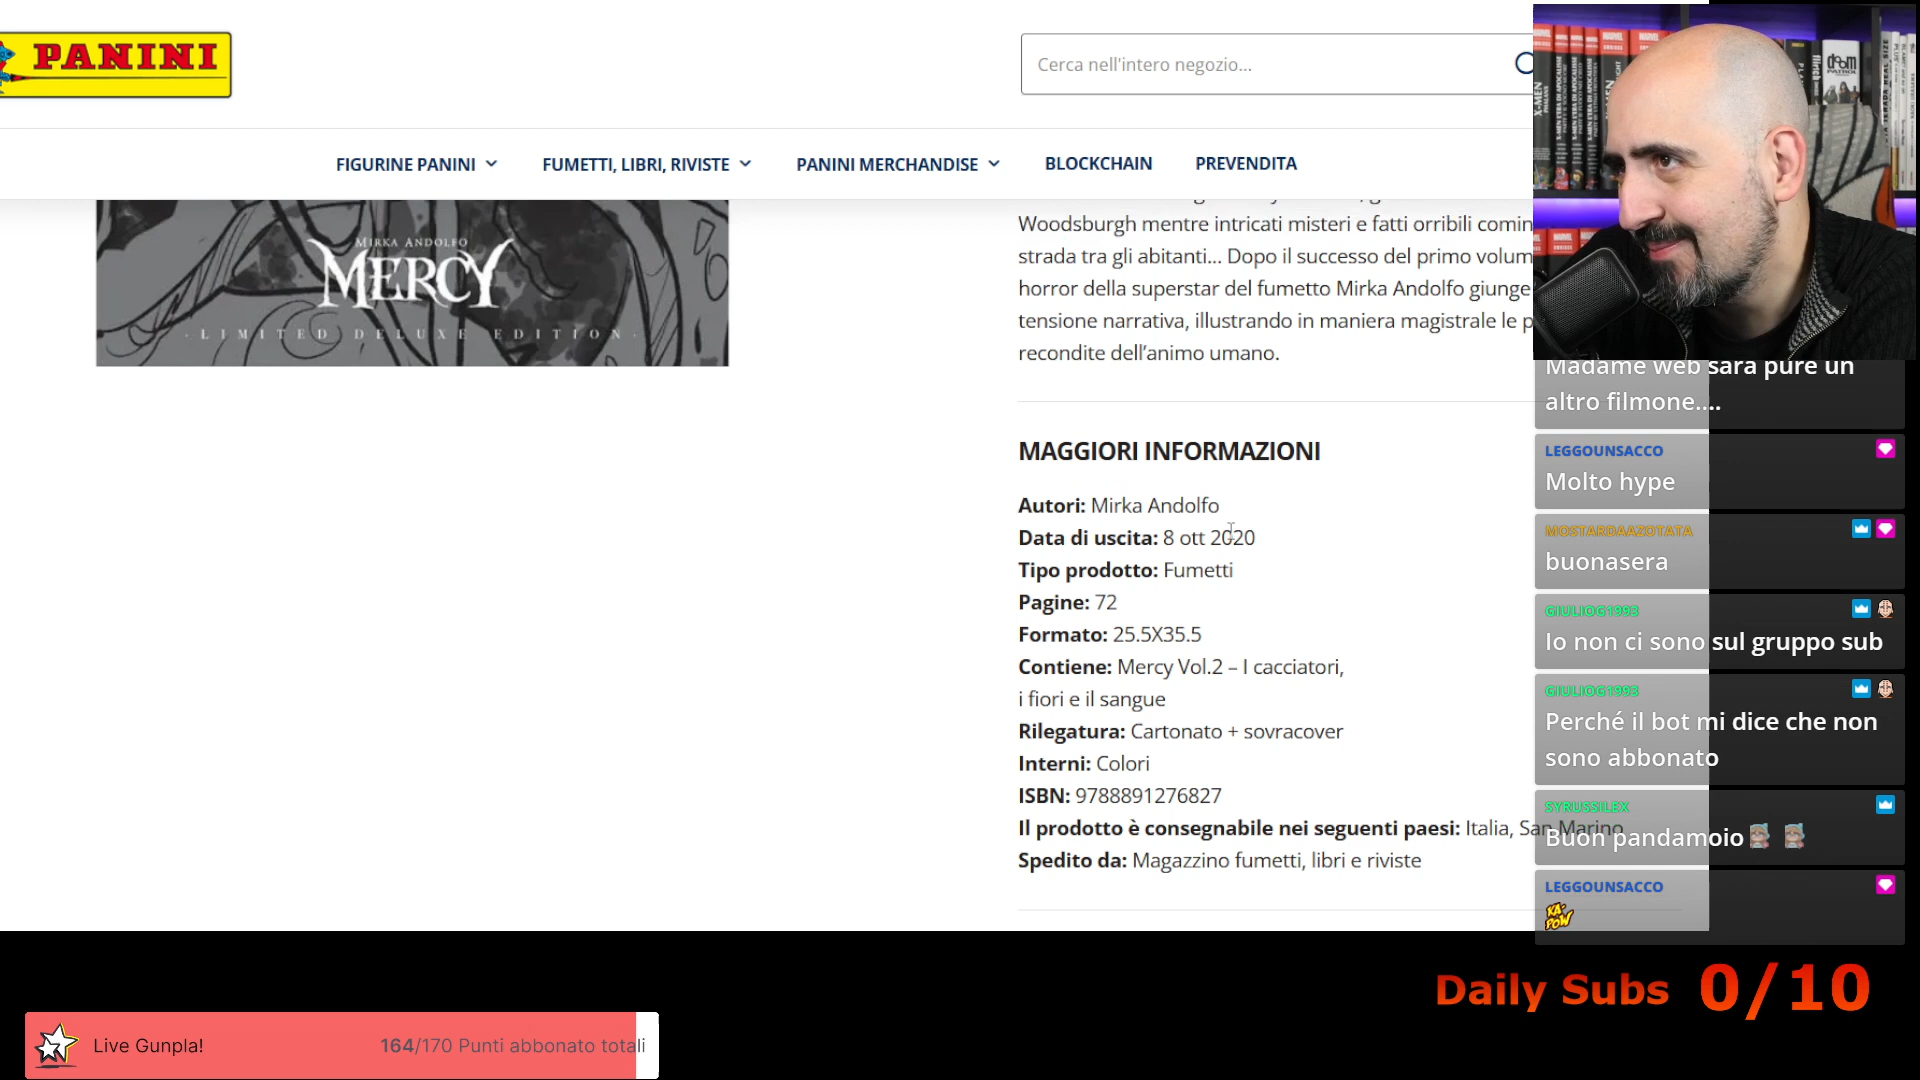 PANINI
Cerca nell'intero negozio...
FIGURINE PANINI
FUMETTI, LIBRI, RIVISTE
PANINI MERCHANDISE
BLOCKCHAIN
PREVENDITA
MIRKA ANDOLFO
MERCY
·LIMITED DELUXE EDITION·
Woodsburgh mentre intricati misteri e fatti orribili comin
strada tra gli abitanti... Dopo il successo del primo volum
horror della superstar del fumetto Mirka Andolfo giunge
tensione narrativa, illustrando in maniera magistrale le p
recondite dell'animo umano.
MAGGIORI INFORMAZIONI
Autori: Mirka Andolfo
Data di uscita: 8 ott 2020
Tipo prodotto: Fumetti
Pagine: 72
Formato: 25.5X35.5
Contiene: Mercy Vol.2 – I cacciatori,
i fiori e il sangue
Rilegatura: Cartonato + sovracover
Interni: Colori
ISBN: 9788891276827
Il prodotto è consegnabile nei seguenti paesi: Italia, San Marino
Spedito da: Magazzino fumetti, libri e riviste
Madame web sarà pure un
altro filmone....
LEGGOUNSACCO
Molto hype
MOSTARDAAZOTATA
buonasera
GIULIOG1993
Io non ci sono sul gruppo sub
GIULIOG1993
Perché il bot mi dice che non
sono abbonato
SYRUSSILEX
Buon pandamoio
LEGGOUNSACCO
KA-
POW
Daily Subs 0/10
Live Gunpla!
164/170 Punti abbonato totali